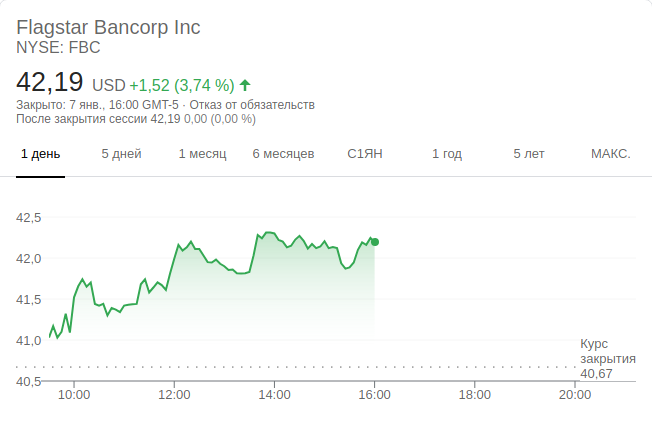 Flagstar Bancorp Inc
NYSE: FBC
42,19 USD +1,52 (3,74 %)
Закрыто: 7 янв., 16:00 GMT-5 · Отказ от обязательств
После закрытия сессии 42,19 0,00 (0,00 %)
1 день 5 дней 1 месяц 6 месяцев С1ЯН 1 год 5 лет МАКС.
42,5
42,0
41,5
41,0
Курс
закрытия
40,67
40,5
10:00 12:00 14:00 16:00 18:00 20:00